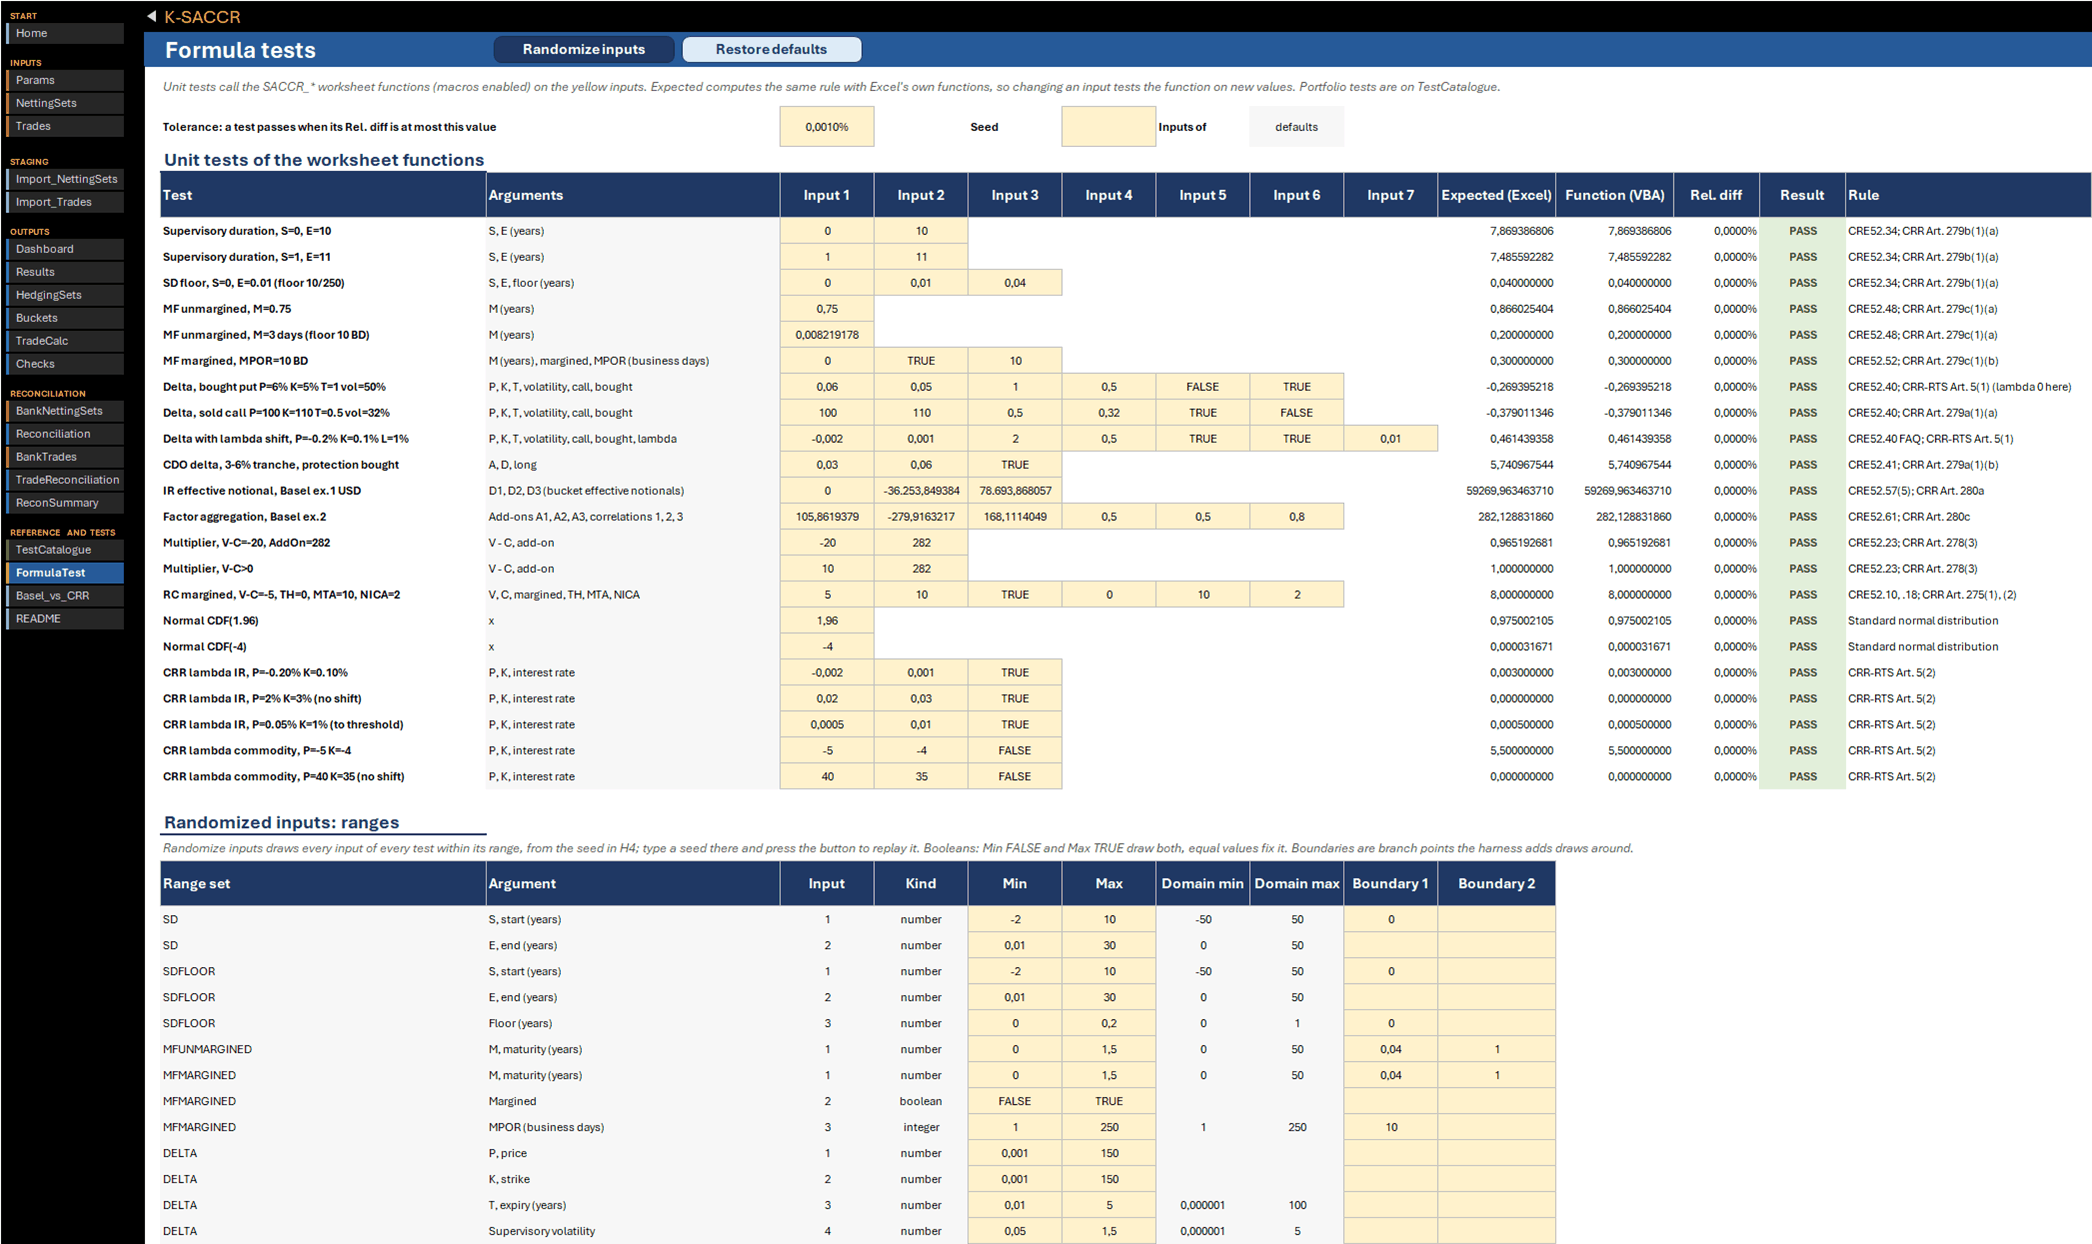 START
Home
INPUTS
Params
NettingSets
Trades
STAGING
Import_NettingSets
Import_Trades
OUTPUTS
Dashboard
Results
HedgingSets
Buckets
TradeCalc
Checks
RECONCILIATION
BankNettingSets
Reconciliation
BankTrades
TradeReconciliation
ReconSummary
REFERENCE AND TESTS
TestCatalogue
FormulaTest
Basel_vs_CRR
README
K-SACCR
Formula tests Randomize inputs Restore defaults
Unit tests call the SACCR_* worksheet functions (macros enabled) on the yellow inputs. Expected computes the same rule with Excel's own functions, so changing an input tests the function on new values. Portfolio tests are on TestCatalogue.
Tolerance: a test passes when its Rel. diff is at most this value 0,0010% Seed Inputs of defaults
Unit tests of the worksheet functions
Test Arguments Input 1 Input 2 Input 3 Input 4 Input 5 Input 6 Input 7 Expected (Excel) Function (VBA) Rel. diff Result Rule
Supervisory duration, S=0, E=10 S, E (years) 0 10 7,869386806 7,869386806 0,0000% PASS CRE52.34; CRR Art. 279b(1)(a)
Supervisory duration, S=1, E=11 S, E (years) 1 11 7,485592282 7,485592282 0,0000% PASS CRE52.34; CRR Art. 279b(1)(a)
SD floor, S=0, E=0.01 (floor 10/250) S, E, floor (years) 0 0,01 0,04 0,040000000 0,040000000 0,0000% PASS CRE52.34; CRR Art. 279b(1)(a)
MF unmargined, M=0.75 M (years) 0,75 0,866025404 0,866025404 0,0000% PASS CRE52.48; CRR Art. 279c(1)(a)
MF unmargined, M=3 days (floor 10 BD) M (years) 0,008219178 0,200000000 0,200000000 0,0000% PASS CRE52.48; CRR Art. 279c(1)(a)
MF margined, MPOR=10 BD M (years), margined, MPOR (business days) 0 TRUE 10 0,300000000 0,300000000 0,0000% PASS CRE52.52; CRR Art. 279c(1)(b)
Delta, bought put P=6% K=5% T=1 vol=50% P, K, T, volatility, call, bought 0,06 0,05 1 0,5 FALSE TRUE -0,269395218 -0,269395218 0,0000% PASS CRE52.40; CRR-RTS Art. 5(1) (lambda 0 here)
Delta, sold call P=100 K=110 T=0.5 vol=32% P, K, T, volatility, call, bought 100 110 0,5 0,32 TRUE FALSE -0,379011346 -0,379011346 0,0000% PASS CRE52.40; CRR Art. 279a(1)(a)
Delta with lambda shift, P=-0.2% K=0.1% L=1% P, K, T, volatility, call, bought, lambda -0,002 0,001 2 0,5 TRUE TRUE 0,01 0,461439358 0,461439358 0,0000% PASS CRE52.40 FAQ; CRR-RTS Art. 5(1)
CDO delta, 3-6% tranche, protection bought A, D, long 0,03 0,06 TRUE 5,740967544 5,740967544 0,0000% PASS CRE52.41; CRR Art. 279a(1)(b)
IR effective notional, Basel ex.1 USD D1, D2, D3 (bucket effective notionals) 0 -36.253,849384 78.693,868057 59269,963463710 59269,963463710 0,0000% PASS CRE52.57(5); CRR Art. 280a
Factor aggregation, Basel ex.2 Add-ons A1, A2, A3, correlations 1, 2, 3 105,8619379 -279,9163217 168,1114049 0,5 0,5 0,8 282,128831860 282,128831860 0,0000% PASS CRE52.61; CRR Art. 280c
Multiplier, V-C=-20, AddOn=282 V - C, add-on -20 282 0,965192681 0,965192681 0,0000% PASS CRE52.23; CRR Art. 278(3)
Multiplier, V-C>0 V - C, add-on 10 282 1,000000000 1,000000000 0,0000% PASS CRE52.23; CRR Art. 278(3)
RC margined, V-C=-5, TH=0, MTA=10, NICA=2 V, C, margined, TH, MTA, NICA 5 10 TRUE 0 10 2 8,000000000 8,000000000 0,0000% PASS CRE52.10, .18; CRR Art. 275(1), (2)
Normal CDF(1.96) x 1,96 0,975002105 0,975002105 0,0000% PASS Standard normal distribution
Normal CDF(-4) x -4 0,000031671 0,000031671 0,0000% PASS Standard normal distribution
CRR lambda IR, P=-0.20% K=0.10% P, K, interest rate -0,002 0,001 TRUE 0,003000000 0,003000000 0,0000% PASS CRR-RTS Art. 5(2)
CRR lambda IR, P=2% K=3% (no shift) P, K, interest rate 0,02 0,03 TRUE 0,000000000 0,000000000 0,0000% PASS CRR-RTS Art. 5(2)
CRR lambda IR, P=0.05% K=1% (to threshold) P, K, interest rate 0,0005 0,01 TRUE 0,000500000 0,000500000 0,0000% PASS CRR-RTS Art. 5(2)
CRR lambda commodity, P=-5 K=-4 P, K, interest rate -5 -4 FALSE 5,500000000 5,500000000 0,0000% PASS CRR-RTS Art. 5(2)
CRR lambda commodity, P=40 K=35 (no shift) P, K, interest rate 40 35 FALSE 0,000000000 0,000000000 0,0000% PASS CRR-RTS Art. 5(2)
Randomized inputs: ranges
Randomize inputs draws every input of every test within its range, from the seed in H4; type a seed there and press the button to replay it. Booleans: Min FALSE and Max TRUE draw both, equal values fix it. Boundaries are branch points the harness adds draws around.
Range set Argument Input Kind Min Max Domain min Domain max Boundary 1 Boundary 2
SD S, start (years) 1 number -2 10 -50 50 0
SD E, end (years) 2 number 0,01 30 0 50
SDFLOOR S, start (years) 1 number -2 10 -50 50 0
SDFLOOR E, end (years) 2 number 0,01 30 0 50
SDFLOOR Floor (years) 3 number 0 0,2 0 1 0
MFUNMARGINED M, maturity (years) 1 number 0 1,5 0 50 0,04 1
MFMARGINED M, maturity (years) 1 number 0 1,5 0 50 0,04 1
MFMARGINED Margined 2 boolean FALSE TRUE
MFMARGINED MPOR (business days) 3 integer 1 250 1 250 10
DELTA P, price 1 number 0,001 150
DELTA K, strike 2 number 0,001 150
DELTA T, expiry (years) 3 number 0,01 5 0,000001 100
DELTA Supervisory volatility 4 number 0,05 1,5 0,000001 5